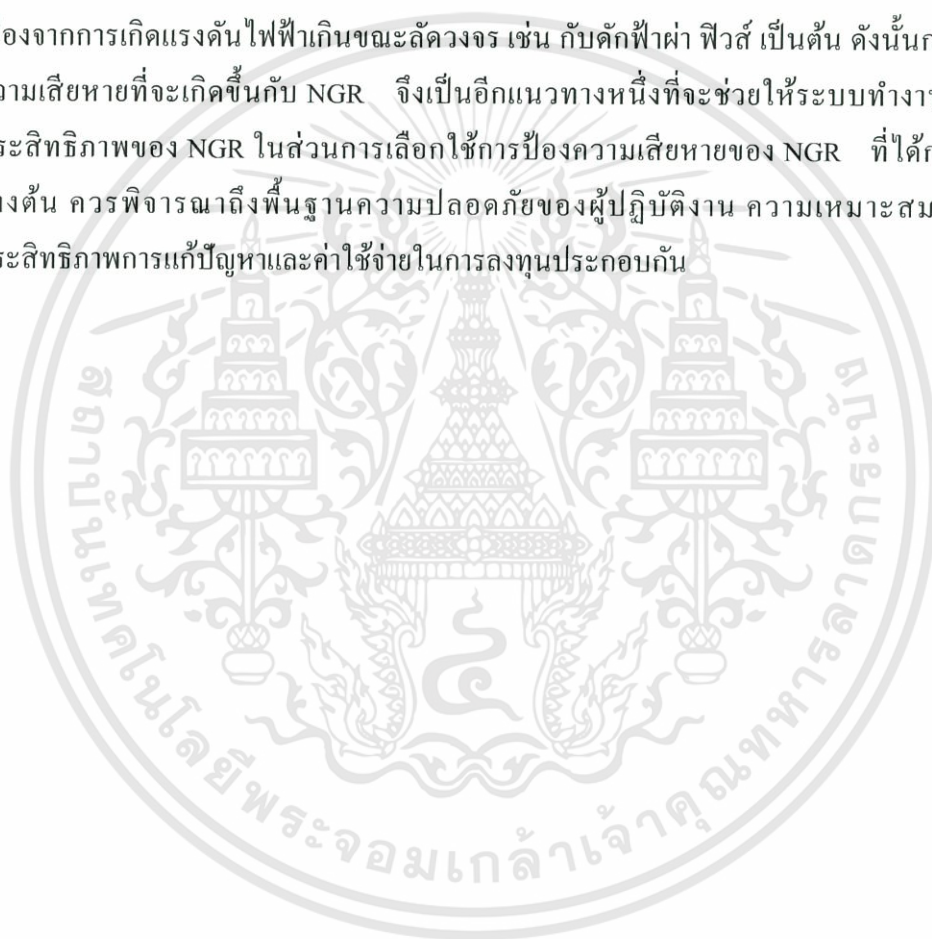 องจากการเกิดแรงดันไฟฟ้าเกินขณะลัดวงจร เช่น กับดักฟ้าผ่า ฟิวส์ เป็นต้น ดังนั้นก
วามเสียหายที่จะเกิดขึ้นกับ NGR จึงเป็นอีกแนวทางหนึ่งที่จะช่วยให้ระบบทำงา
ระสิทธิภาพของ NGR ในส่วนการเลือกใช้การป้องความเสียหายของ NGR ที่ได้ก
างต้น ควรพิจารณาถึงพื้นฐานความปลอดภัยของผู้ปฏิบัติงาน ความเหมาะสม
ระสิทธิภาพการแก้ปัญหาและค่าใช้จ่ายในการลงทุนประกอบกัน
สถาบันเทคโนโลยีพระจอมเกล้าเจ้าคุณทหารลาดกระบัง